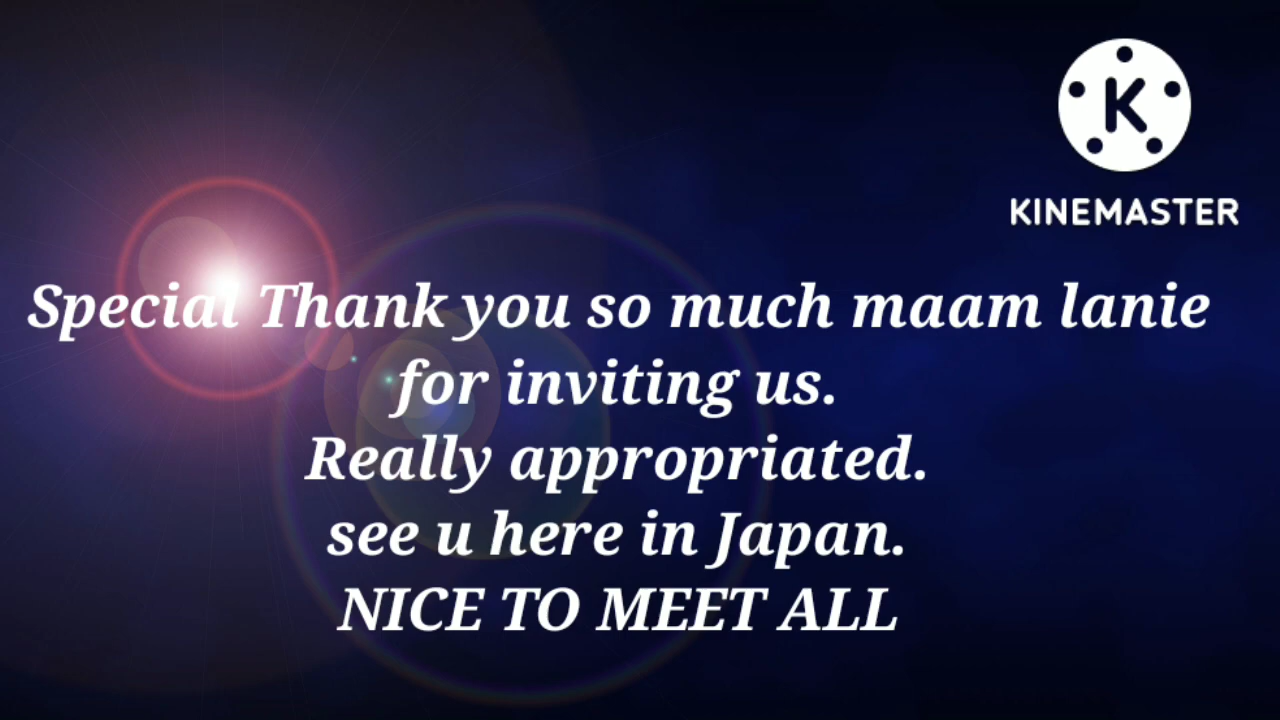 K
KINEMASTER
Special Thank you so much maam lanie
for inviting us.
Really appropriated.
see u here in Japan.
NICE TO MEET ALL